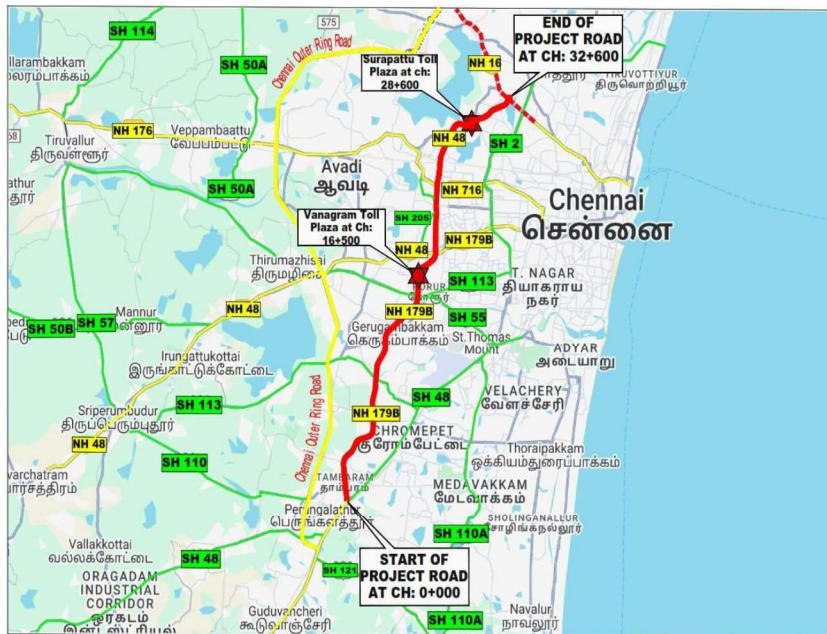 SH 114
575
Chennai Outer Ring Road
Surapattu Toll
Plaza at ch:
28+600
NH 16
END OF
PROJECT ROAD
AT CH: 32+600
திருவொற்றியூர்
SH 50A
NH 176
Veppambaattu
வேப்பம்பட்டு
Tiruvallur
திருவள்ளூர்
NH 48
SH 2
Avadi
ஆவடி
SH 50A
NH 716
Chennai
சென்னை
Vanagram Toll
Plaza at Ch:
16+500
SH 205
NH 48
NH 179B
Thirumazhisai
திருமழிசை
SH 113
T. NAGAR
தியாகராய
நகர்
NH 179B
SH 55
Mannur
SH 57
SH 50B
NH 48
Gerugambakkam
கெருகம்பாக்கம்
St.Thomas
Mount
ADYAR
அடையாறு
Irungattukottai
இருங்காட்டுக்கோட்டை
VELACHERY
வேளச்சேரி
SH 48
SH 113
NH 179B
Sriperumbudur
திருப்பெரும்புதூர்
NH 48
CHROMEPET
குரோம்பேட்டை
Thoraipakkam
ஒக்கியம்துரைப்பாக்கம்
SH 110
Chennai Outer Ring Road
TAMBARAM
தாம்பரம்
MEDAVAKKAM
மேடவாக்கம்
Perungalathur
பெருங்களத்தூர்
SHOLINGANALLUR
சோழிங்கநல்லூர்
SH 110A
Vallakkottai
வல்லக்கோட்டை
SH 48
START OF
PROJECT ROAD
AT CH: 0+000
SH 121
ORAGADAM
INDUSTRIAL
CORRIDOR
ஒரகடம்
Guduvancheri
கூடுவாஞ்சேரி
SH 110A
Navalur
நாவலூர்